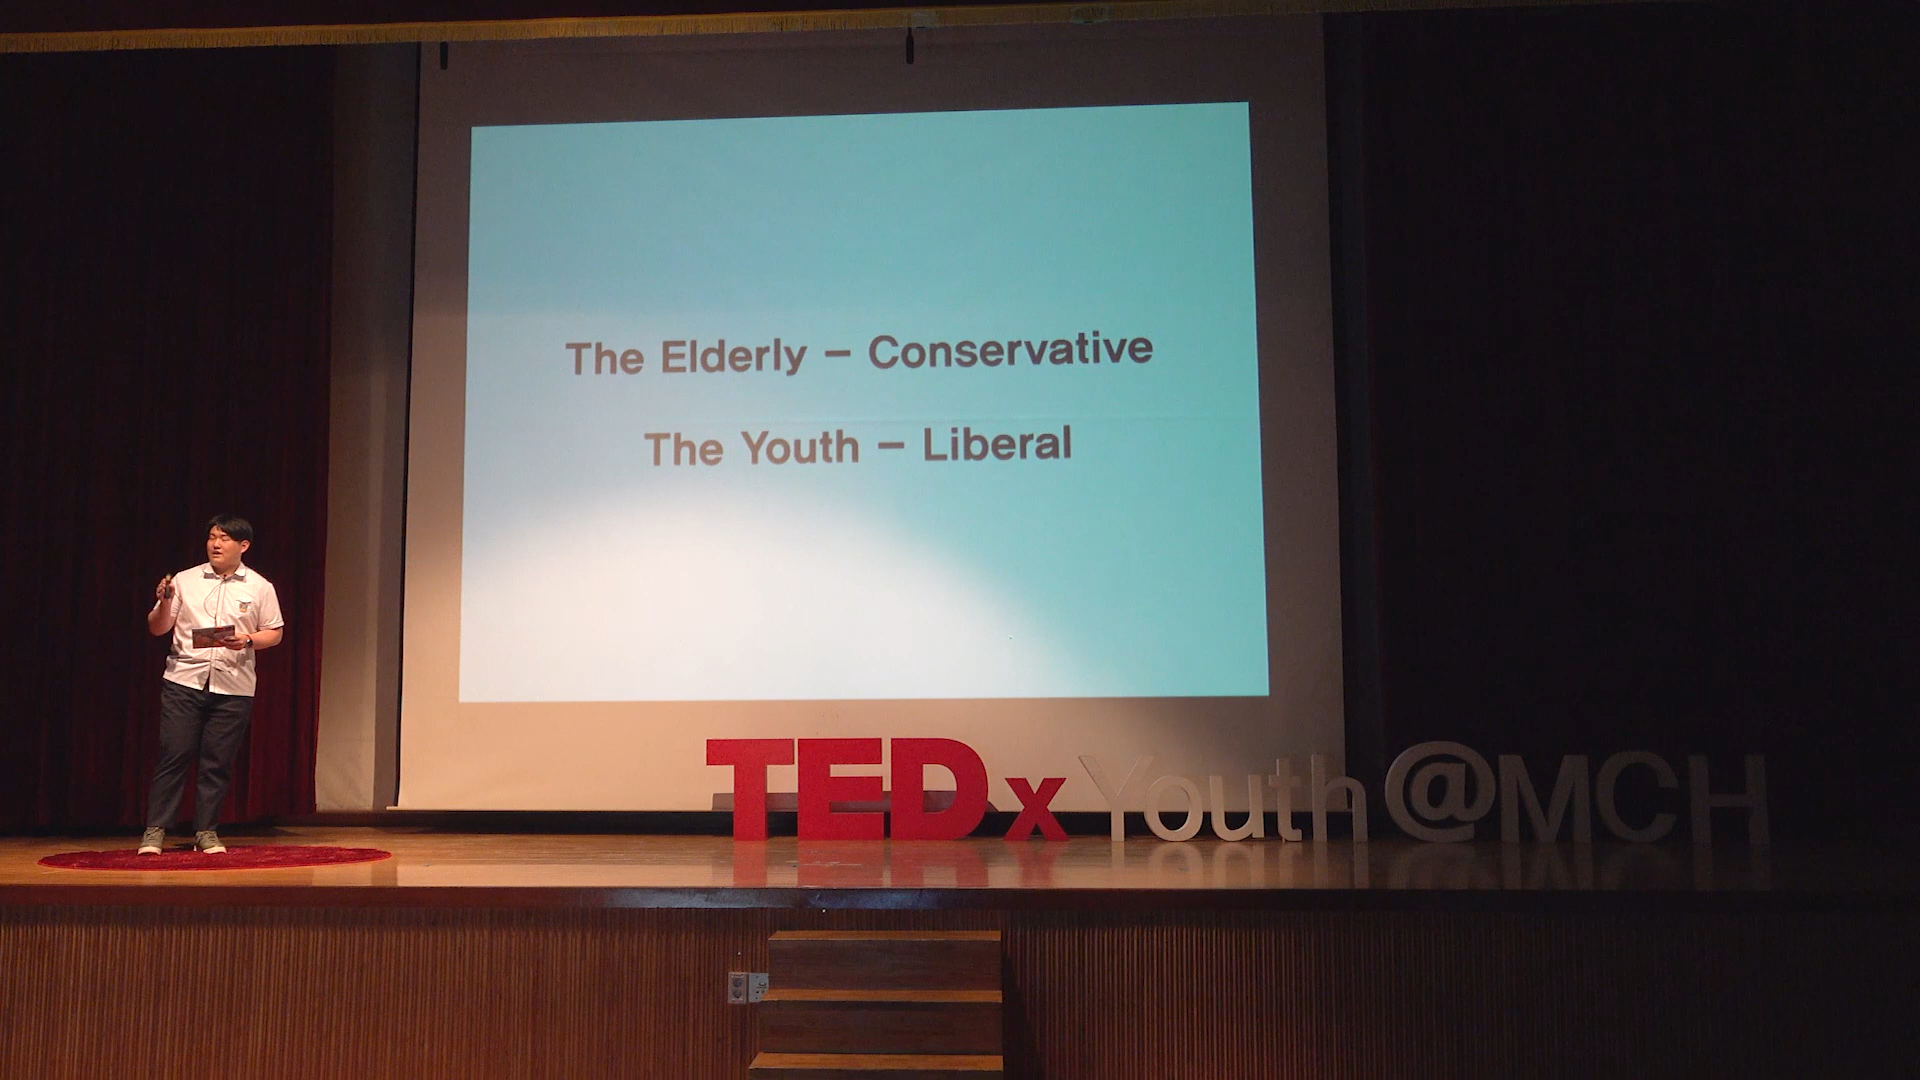 The Elderly – Conservative
The Youth – Liberal
TEDxYouth@MCH